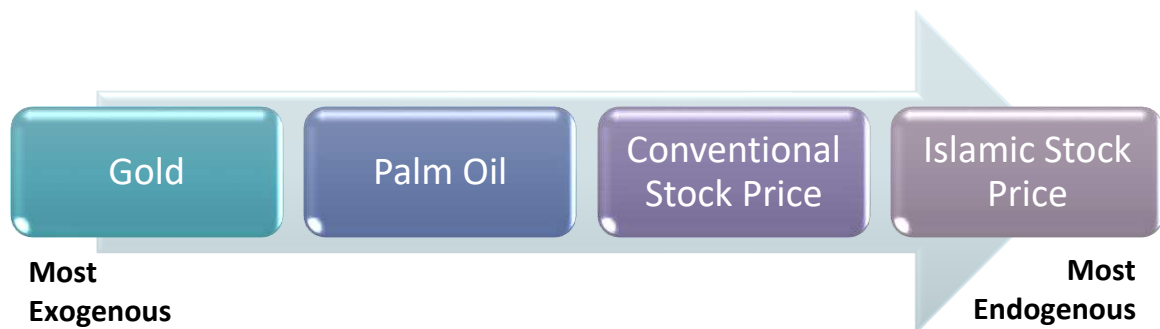 Gold
Palm Oil
Conventional
Stock Price
Islamic Stock
Price
Most
Exogenous
Most
Endogenous